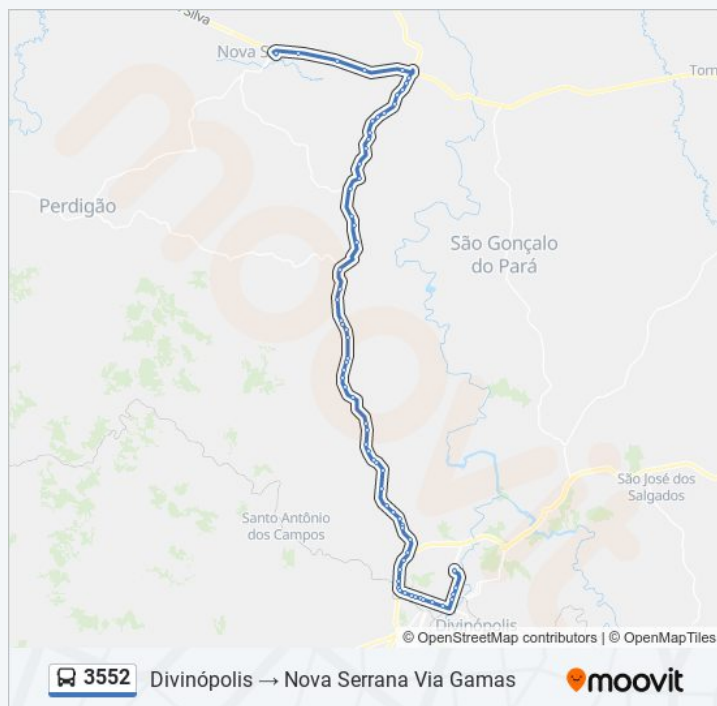 Silva
Nova S
Tom
Perdigão
São Gonçalo
do Pará
São José dos
Salgados
Santo Antônio
dos Campos
Divinópolis
© OpenStreetMap contributors | © OpenMapTiles
3552 Divinópolis → Nova Serrana Via Gamas
moovit